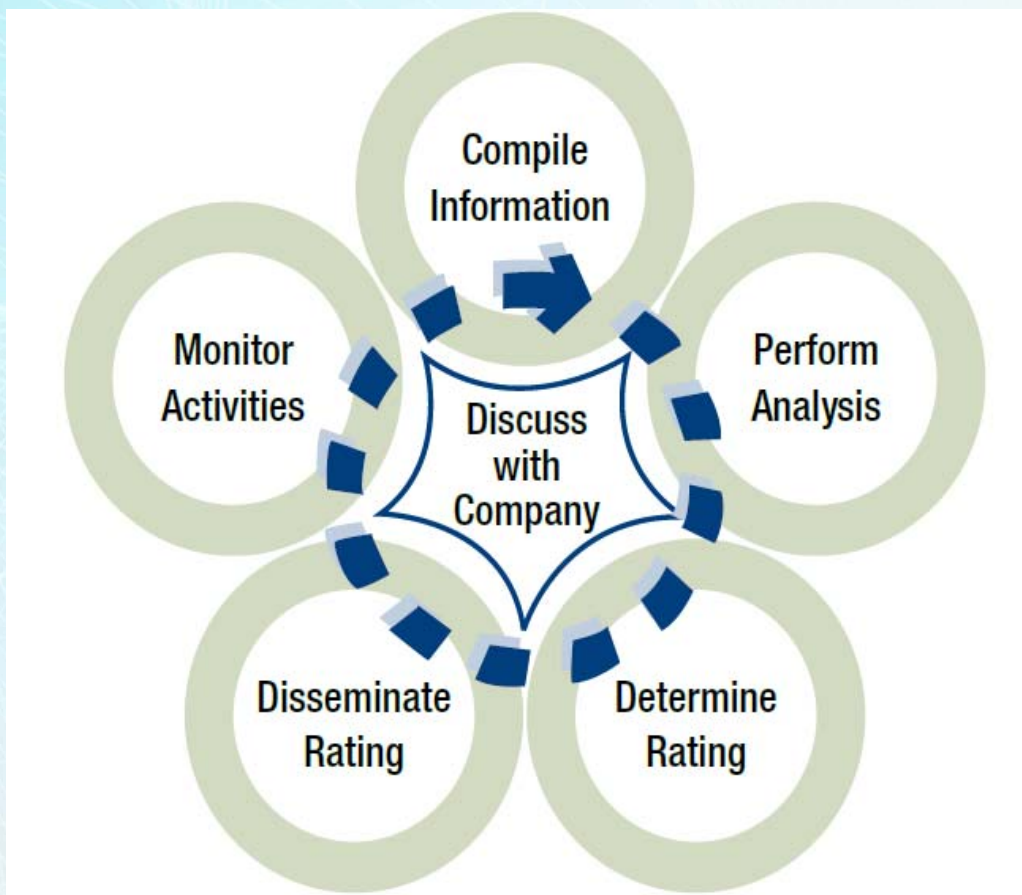 Compile
Information
Perform
Analysis
Determine
Rating
Disseminate
Rating
Monitor
Activities
Discuss
with
Company